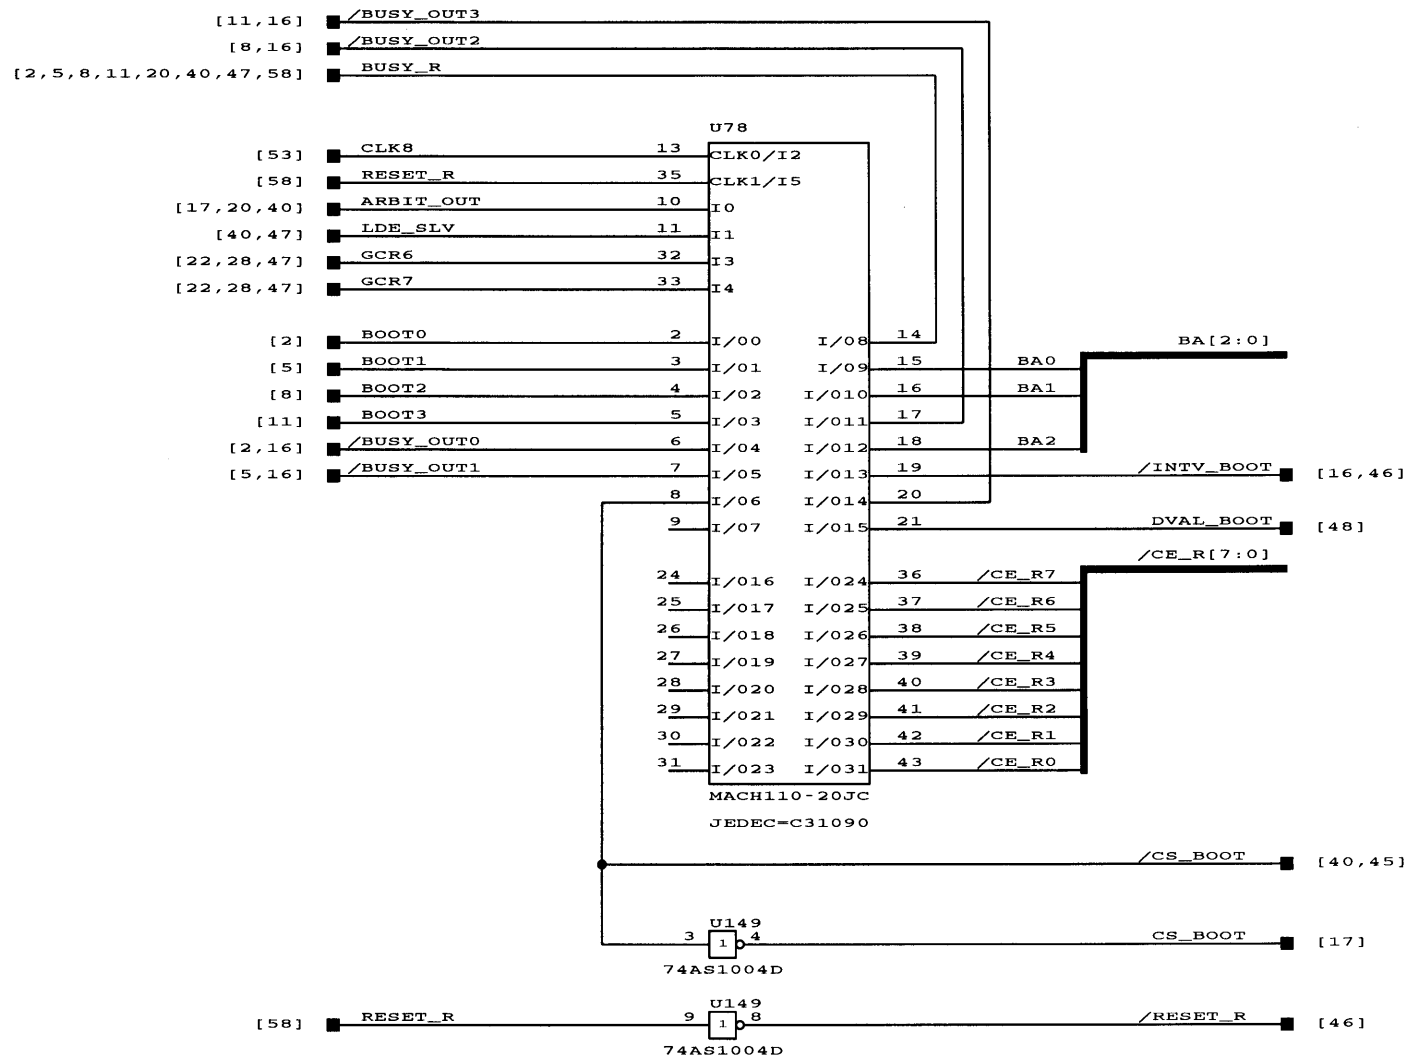 [11,16] /BUSY_OUT3
[8,16] /BUSY_OUT2
[2,5,8,11,20,40,47,58] BUSY_R
U78
[53] CLK8 13 CLK0/I2
[58] RESET_R 35 CLK1/I5
[17,20,40] ARBIT_OUT 10 I0
[40,47] LDE_SLV 11 I1
[22,28,47] GCR6 32 I3
[22,28,47] GCR7 33 I4
[2] BOOT0 2 I/O0 I/O8 14 BA[2:0]
[5] BOOT1 3 I/O1 I/O9 15 BA0
[8] BOOT2 4 I/O2 I/O10 16 BA1
[11] BOOT3 5 I/O3 I/O11 17
[2,16] /BUSY_OUT0 6 I/O4 I/O12 18 BA2
[5,16] /BUSY_OUT1 7 I/O5 I/O13 19 /INTV_BOOT [16,46]
8 I/O6 I/O14 20
9 I/O7 I/O15 21 DVAL_BOOT [48]
/CE_R[7:0]
24 I/O16 I/O24 36 /CE_R7
25 I/O17 I/O25 37 /CE_R6
26 I/O18 I/O26 38 /CE_R5
27 I/O19 I/O27 39 /CE_R4
28 I/O20 I/O28 40 /CE_R3
29 I/O21 I/O29 41 /CE_R2
30 I/O22 I/O30 42 /CE_R1
31 I/O23 I/O31 43 /CE_R0
MACH110-20JC
JEDEC=C31090
/CS_BOOT [40,45]
U149
3 1 4 CS_BOOT [17]
74AS1004D
U149
[58] RESET_R 9 1 8 /RESET_R [46]
74AS1004D